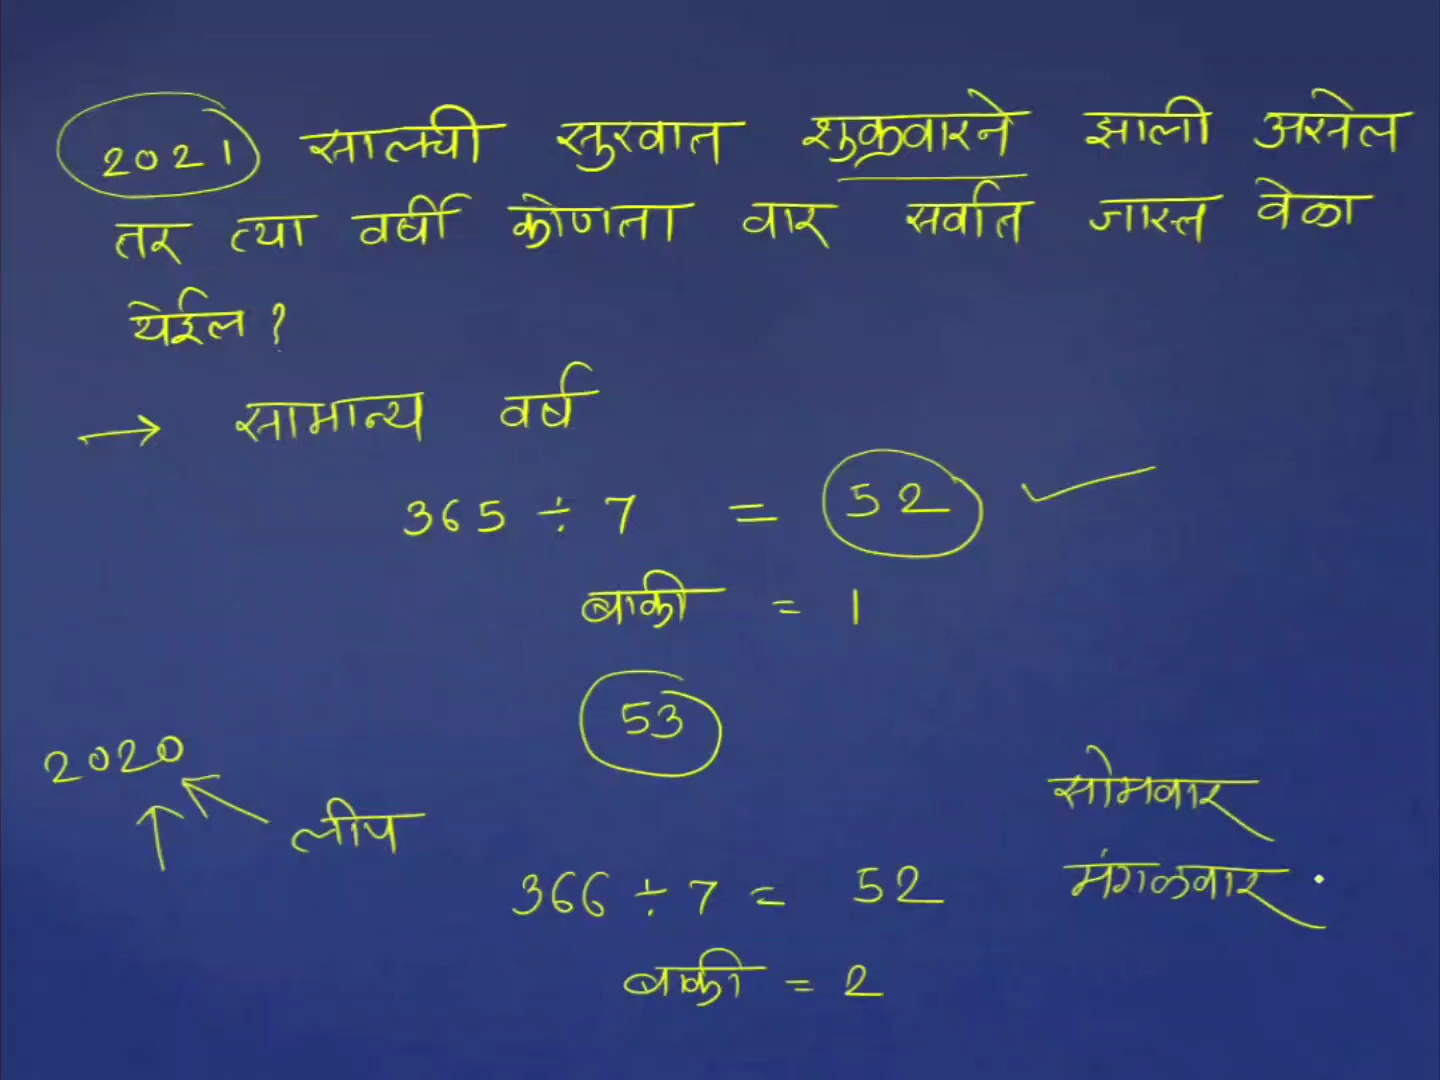 2021 सालची सुरवात शुक्रवारने झाली असेल
तर त्या वर्षी कोणता वार सर्वात जास्त वेळा
येईल ?
→ सामान्य वर्ष
365 ÷ 7 = 52 ✓
बाकी = 1
53
2020
लीप
सोमवार
366 ÷ 7 = 52
मंगळवार
बाकी = 2